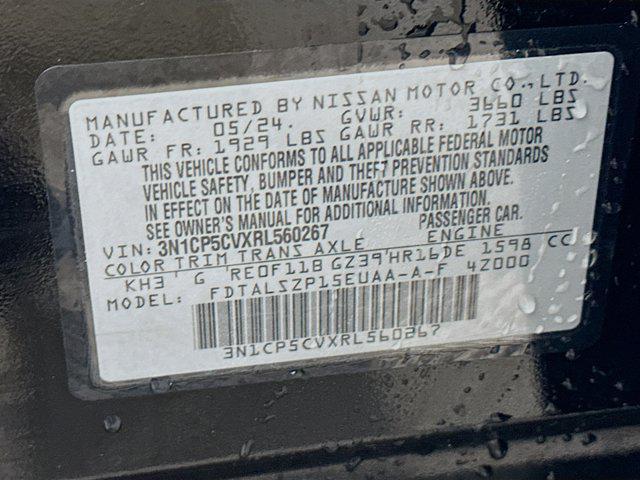 MANUFACTURED BY NISSAN MOTOR CO., LTD.
DATE: 05/24. GVWR: 3660 LBS
GAWR FR: 1929 LBS GAWR RR: 1731 LBS
THIS VEHICLE CONFORMS TO ALL APPLICABLE FEDERAL MOTOR
VEHICLE SAFETY, BUMPER AND THEFT PREVENTION STANDARDS
IN EFFECT ON THE DATE OF MANUFACTURE SHOWN ABOVE.
SEE OWNER'S MANUAL FOR ADDITIONAL INFORMATION.
VIN: 3N1CP5CVXRL560267 PASSENGER CAR.
COLOR TRIM TRANS AXLE ENGINE
KH3 G RE0F11B GZ39 HR16DE 1598 CC
MODEL: FDTALSZP15EUAA-A-F 4Z000
3N1CP5CVXRL560267